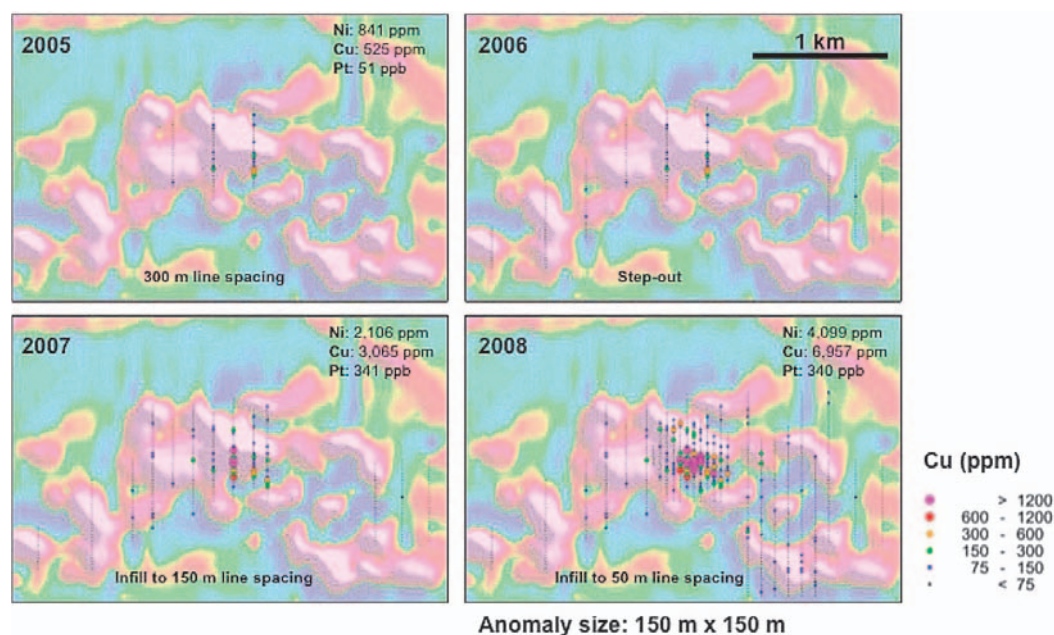 2005
Ni: 841 ppm
Cu: 525 ppm
Pt: 51 ppb
300 m line spacing
2006
1 km
Step-out
2007
Ni: 2,106 ppm
Cu: 3,065 ppm
Pt: 341 ppb
Infill to 150 m line spacing
2008
Ni: 4,099 ppm
Cu: 6,957 ppm
Pt: 340 ppb
Infill to 50 m line spacing
Cu (ppm)
> 1200
600 - 1200
300 - 600
150 - 300
75 - 150
< 75
Anomaly size: 150 m x 150 m